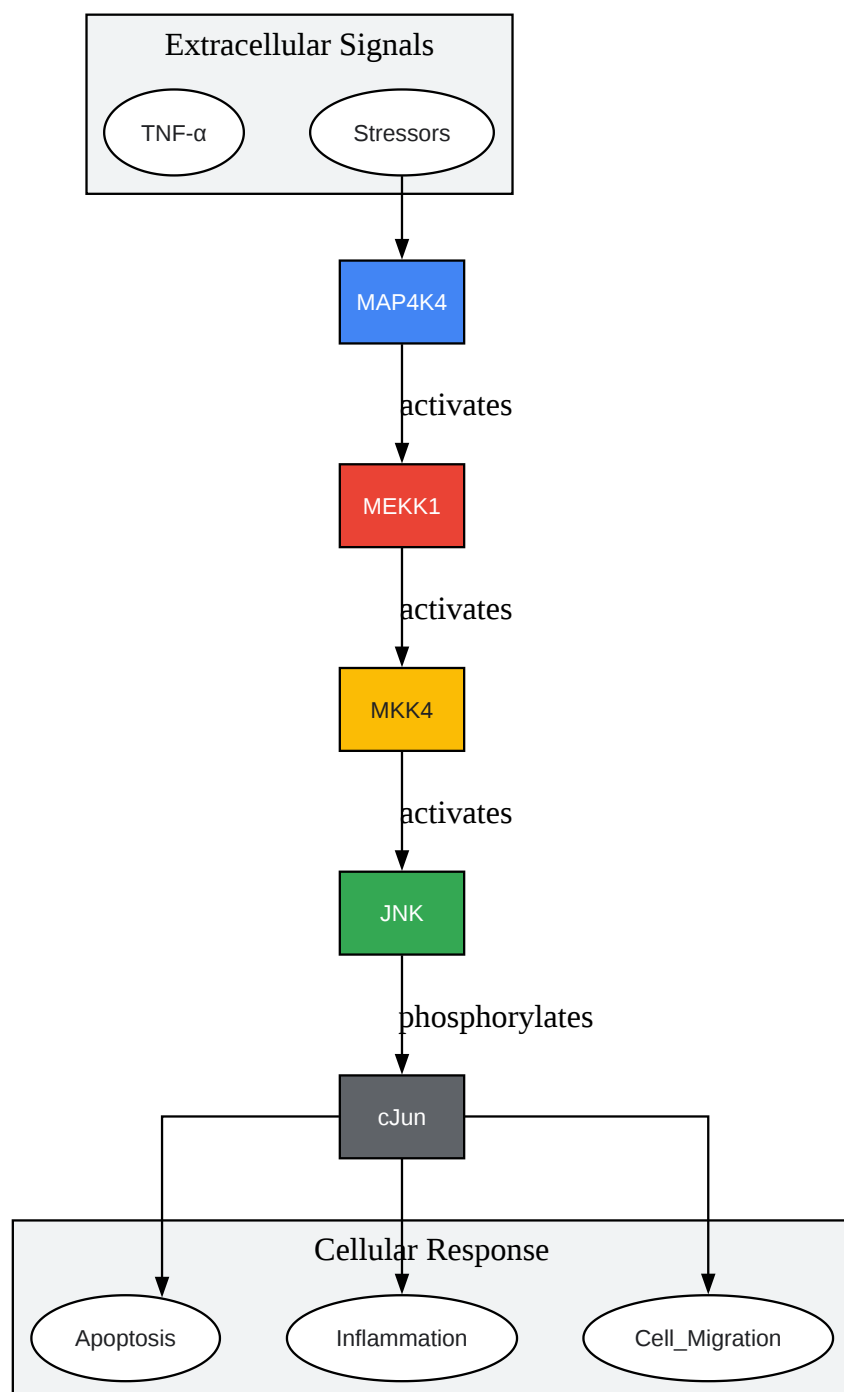 Extracellular Signals
TNF-α
Stressors
MAP4K4
activates
MEKK1
activates
MKK4
activates
JNK
phosphorylates
cJun
Cellular Response
Apoptosis
Inflammation
Cell_Migration